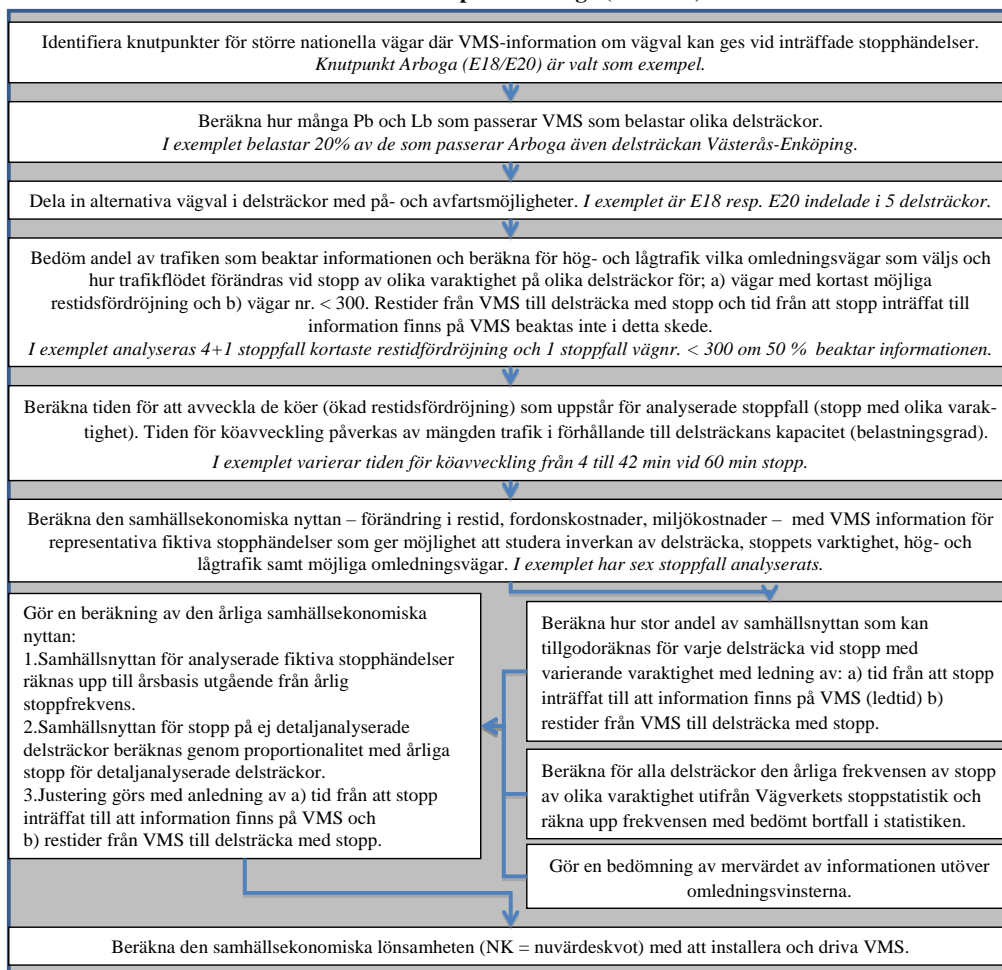 Identifiera knutpunkter för större nationella vägar där VMS-information om vägval kan ges vid inträffade stopphändelser.
Knutpunkt Arboga (E18/E20) är valt som exempel.
Beräkna hur många Pb och Lb som passerar VMS som belastar olika delsträckor.
I exemplet belastar 20% av de som passerar Arboga även delsträckan Västerås-Enköping.
Dela in alternativa vägval i delsträckor med på- och avfartsmöjligheter. I exemplet är E18 resp. E20 indelade i 5 delsträckor.
Bedöm andel av trafiken som beaktar informationen och beräkna för hög- och lågtrafik vilka omledningsvägar som väljs och
hur trafikflödet förändras vid stopp av olika varaktighet på olika delsträckor för; a) vägar med kortast möjliga
restidsfördröjning och b) vägar nr. < 300. Restider från VMS till delsträcka med stopp och tid från att stopp inträffat till
information finns på VMS beaktas inte i detta skede.
I exemplet analyseras 4+1 stoppfall kortaste restidfördröjning och 1 stoppfall vägnr. < 300 om 50 % beaktar informationen.
Beräkna tiden för att avveckla de köer (ökad restidsfördröjning) som uppstår för analyserade stoppfall (stopp med olika varak-
tighet). Tiden för köavveckling påverkas av mängden trafik i förhållande till delsträckans kapacitet (belastningsgrad).
I exemplet varierar tiden för köavveckling från 4 till 42 min vid 60 min stopp.
Beräkna den samhällsekonomiska nyttan – förändring i restid, fordonskostnader, miljökostnader – med VMS information för
representativa fiktiva stopphändelser som ger möjlighet att studera inverkan av delsträcka, stoppets varktighet, hög- och
lågtrafik samt möjliga omledningsvägar. I exemplet har sex stoppfall analyserats.
Gör en beräkning av den årliga samhällsekonomiska
nyttan:
1.Samhällsnyttan för analyserade fiktiva stopphändelser
räknas upp till årsbasis utgående från årlig
stoppfrekvens.
2.Samhällsnyttan för stopp på ej detaljanalyserade
delsträckor beräknas genom proportionalitet med årliga
stopp för detaljanalyserade delsträckor.
3.Justering görs med anledning av a) tid från att stopp
inträffat till att information finns på VMS och
b) restider från VMS till delsträcka med stopp.
Beräkna hur stor andel av samhällsnyttan som kan
tillgodoräknas för varje delsträcka vid stopp med
varierande varaktighet med ledning av: a) tid från att stopp
inträffat till att information finns på VMS (ledtid) b)
restider från VMS till delsträcka med stopp.
Beräkna för alla delsträckor den årliga frekvensen av stopp
av olika varaktighet utifrån Vägverkets stoppstatistik och
räkna upp frekvensen med bedömt bortfall i statistiken.
Gör en bedömning av mervärdet av informationen utöver
omledningsvinsterna.
Beräkna den samhällsekonomiska lönsamheten (NK = nuvärdeskvot) med att installera och driva VMS.